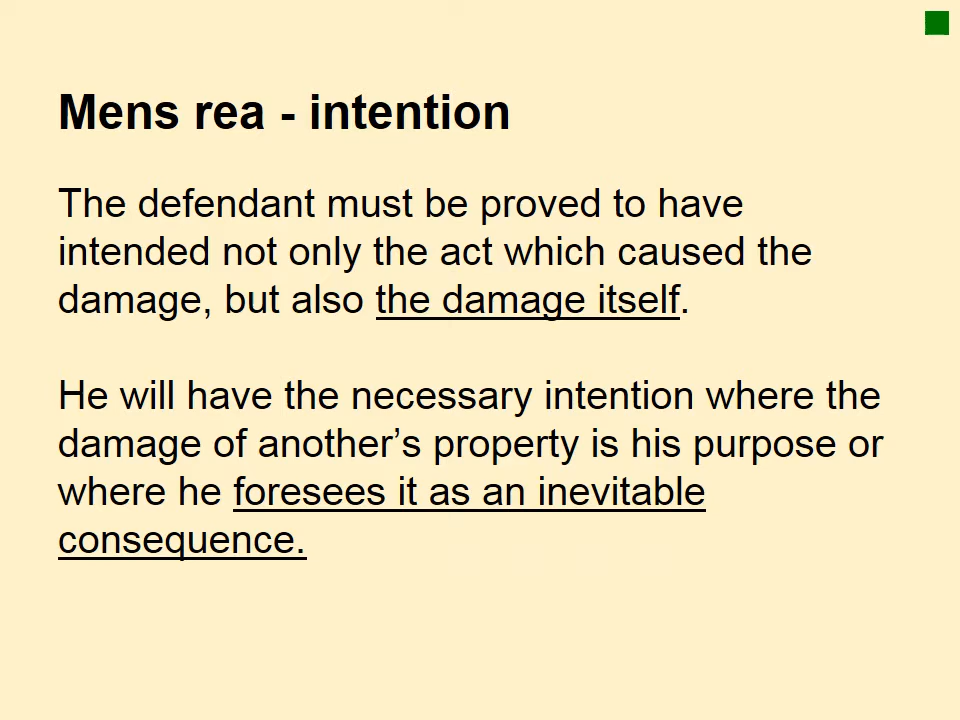 Mens rea - intention
The defendant must be proved to have
intended not only the act which caused the
damage, but also the damage itself.
He will have the necessary intention where the
damage of another’s property is his purpose or
where he foresees it as an inevitable
consequence.